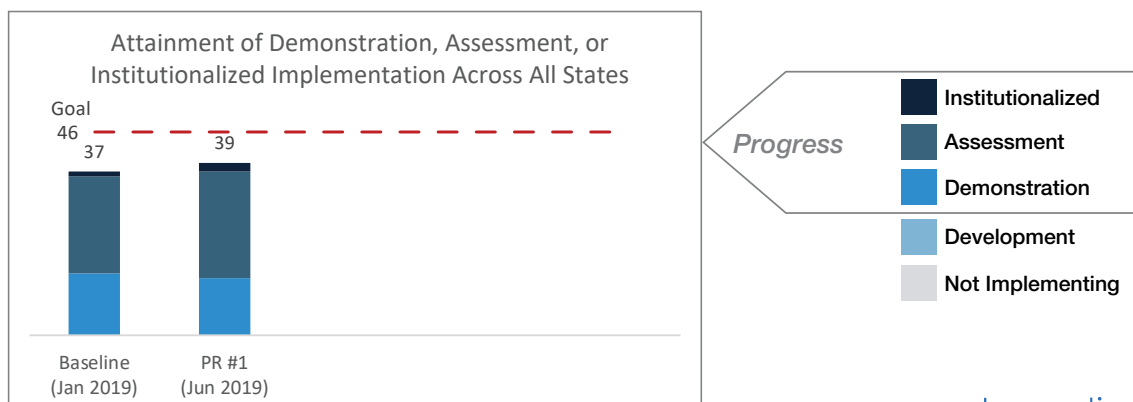 Attainment of Demonstration, Assessment, or
Institutionalized Implementation Across All States
Goal
46
37
39
Baseline
(Jan 2019)
PR #1
(Jun 2019)
Progress
Institutionalized
Assessment
Demonstration
Development
Not Implementing